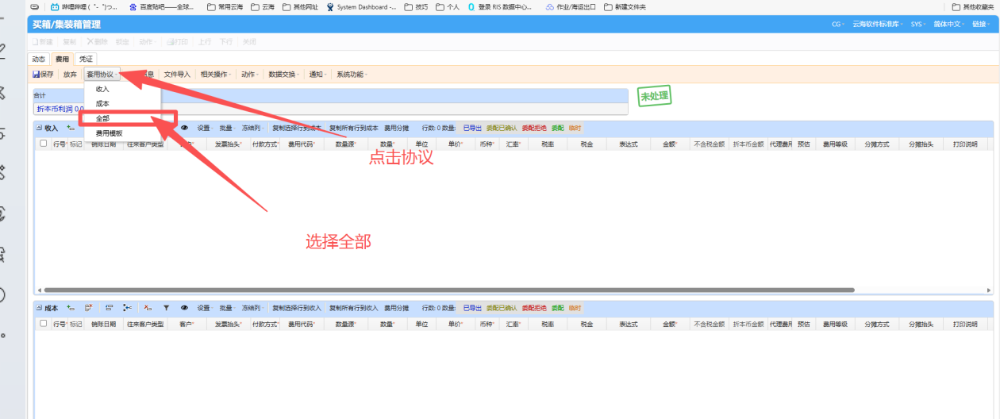 哔哩哔哩 ( ゜- ゜)つ... 百度贴吧——全球... 常用云海 云海 其他网址 System Dashboard -... 技巧 个人 登录 RIS 数据中心... 作业/海运出口 新建文件夹 其他收藏夹
买箱/集装箱管理 CG 云海软件标准库 SYS 简体中文 链接
新建 复制 删除 锁定 动作 打印 上行 下行 关闭
动态 费用 凭证
保存 放弃 套用协议 息 文件导入 相关操作 动作 数据交换 通知 系统功能
收入
合计
未处理
成本
折本币利润 0.0
全部
收入 设置 批量 冻结列 复制选择行到成本 复制所有行到成本 费用分摊 行数: 0 数量: 已导出 委配已确认 委配拒绝 委配 临时
费用模板
行号 标记 销账日期 往来客户类型 客户* 发票抬头* 付款方式* 费用代码* 数量源* 数量* 单位 单价* 币种* 汇率* 税率 税金 表达式 金额* 不含税金额 折本币金额 代理费用 预估 费用等级 分摊方式 分摊抬头 打印说明
点击协议
选择全部
成本 设置 批量 冻结列 复制选择行到收入 复制所有行到收入 费用分摊 行数: 0 数量: 已导出 委配已确认 委配拒绝 委配 临时
行号 标记 销账日期 往来客户类型 客户* 发票抬头* 付款方式* 费用代码* 数量源* 数量* 单位 单价* 币种* 汇率* 税率 税金 表达式 金额* 不含税金额 折本币金额 代理费用 预估 费用等级 分摊方式 分摊抬头 打印说明